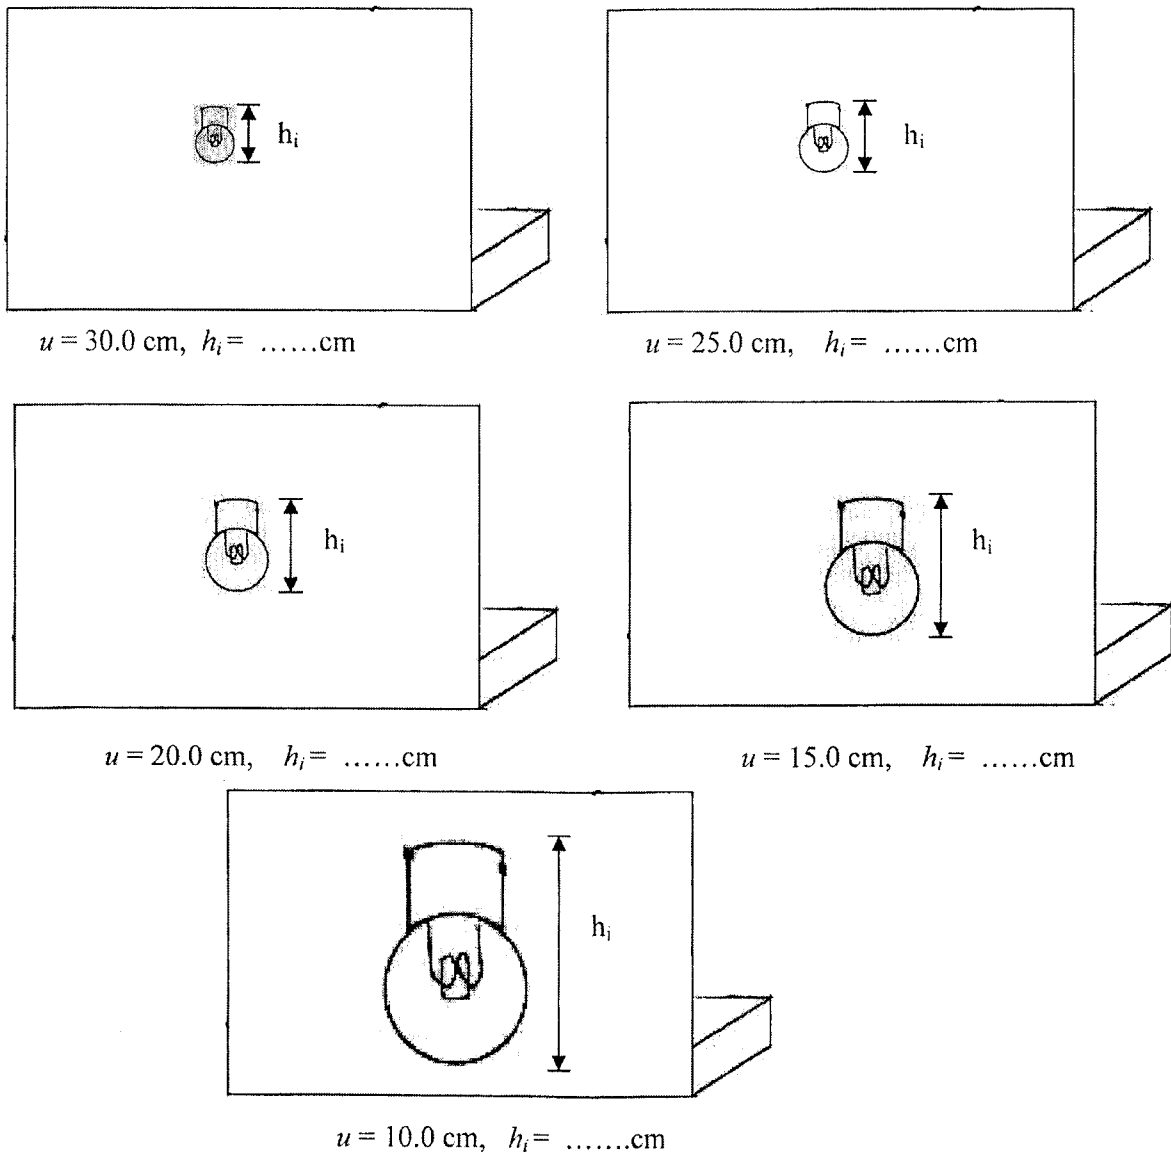 hᵢ
hᵢ
u = 30.0 cm, hᵢ = ......cm
u = 25.0 cm, hᵢ = ......cm
hᵢ
hᵢ
u = 20.0 cm, hᵢ = ......cm
u = 15.0 cm, hᵢ = ......cm
hᵢ
u = 10.0 cm, hᵢ = .......cm